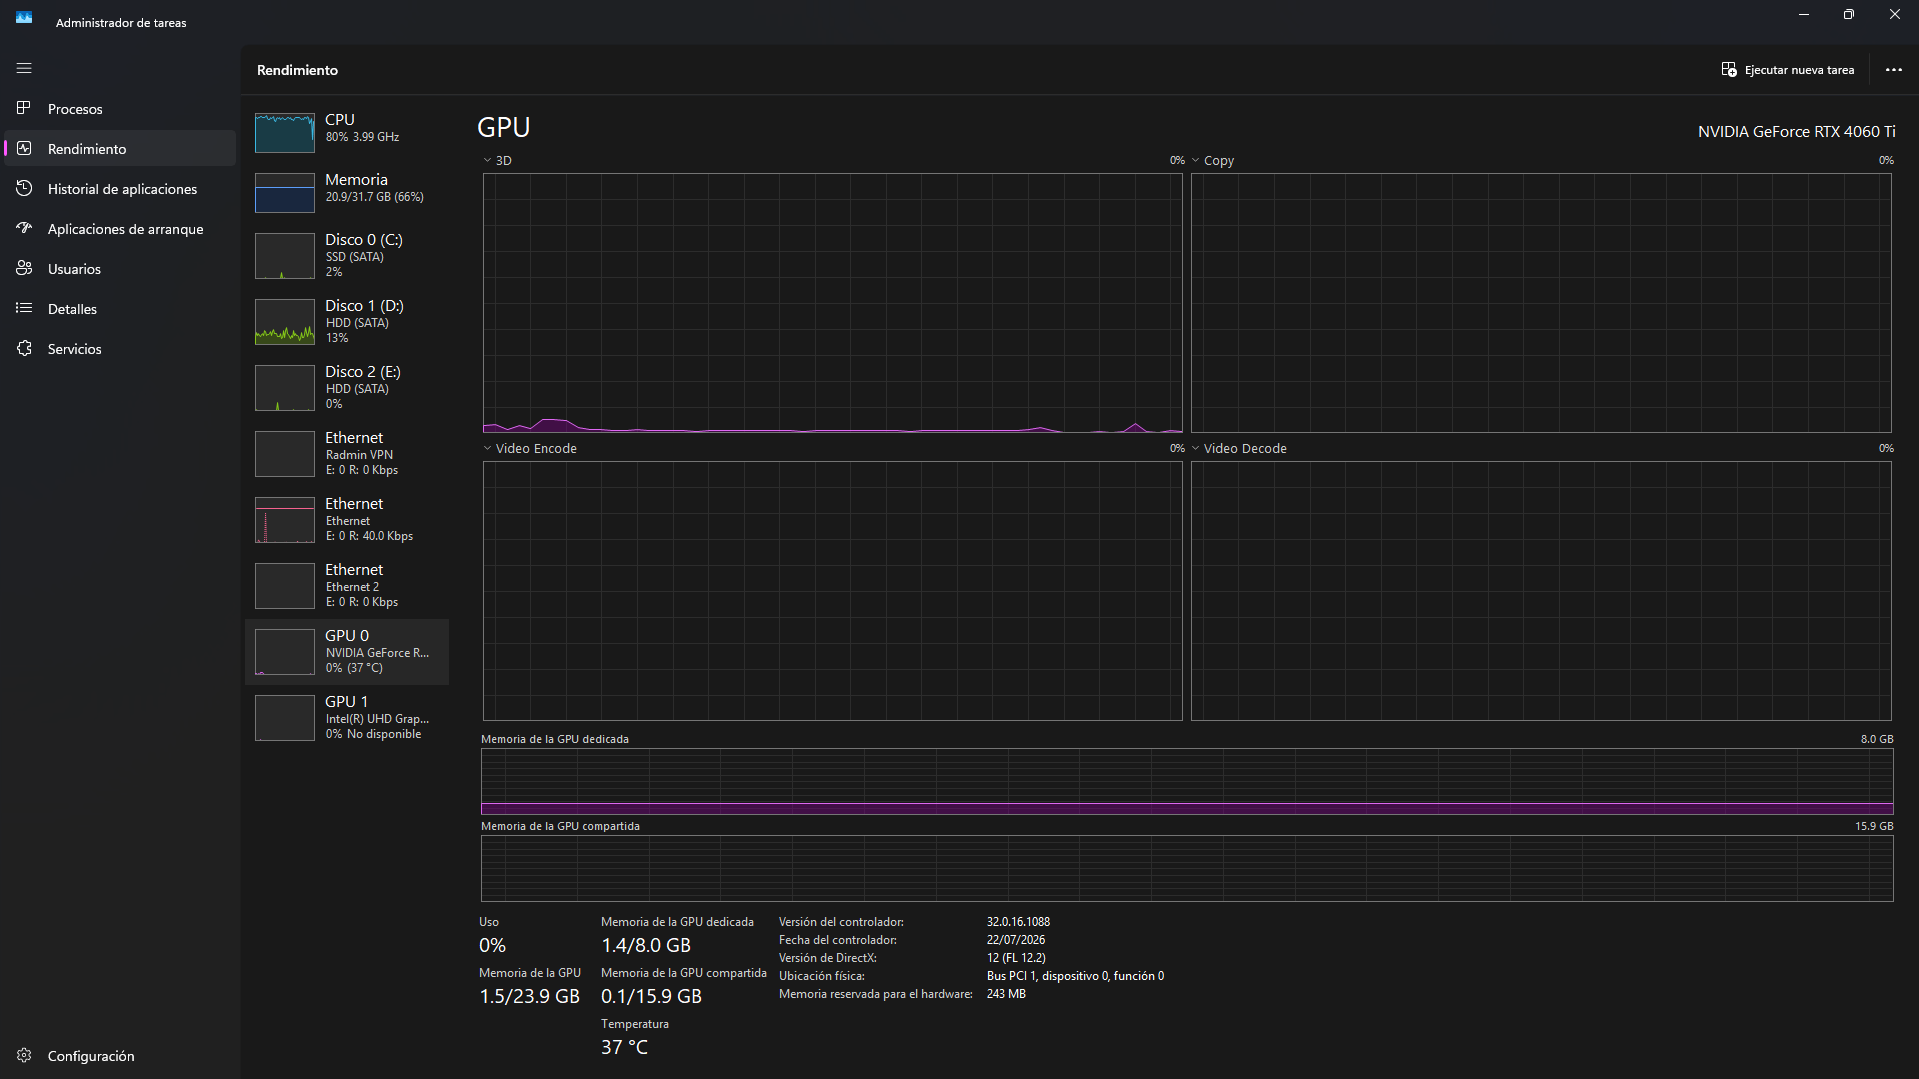 Administrador de tareas
Procesos
Rendimiento
Historial de aplicaciones
Aplicaciones de arranque
Usuarios
Detalles
Servicios
Configuración
Rendimiento
Ejecutar nueva tarea
CPU
80% 3.99 GHz
Memoria
20.9/31.7 GB (66%)
Disco 0 (C:)
SSD (SATA)
2%
Disco 1 (D:)
HDD (SATA)
13%
Disco 2 (E:)
HDD (SATA)
0%
Ethernet
Radmin VPN
E: 0 R: 0 Kbps
Ethernet
Ethernet
E: 0 R: 40.0 Kbps
Ethernet
Ethernet 2
E: 0 R: 0 Kbps
GPU 0
NVIDIA GeForce R...
0% (37 °C)
GPU 1
Intel(R) UHD Grap...
0% No disponible
GPU
NVIDIA GeForce RTX 4060 Ti
3D 0%
Copy 0%
Video Encode 0%
Video Decode 0%
Memoria de la GPU dedicada 8.0 GB
Memoria de la GPU compartida 15.9 GB
Uso
0%
Memoria de la GPU
1.5/23.9 GB
Memoria de la GPU dedicada
1.4/8.0 GB
Memoria de la GPU compartida
0.1/15.9 GB
Temperatura
37 °C
Versión del controlador: 32.0.16.1088
Fecha del controlador: 22/07/2026
Versión de DirectX: 12 (FL 12.2)
Ubicación física: Bus PCI 1, dispositivo 0, función 0
Memoria reservada para el hardware: 243 MB